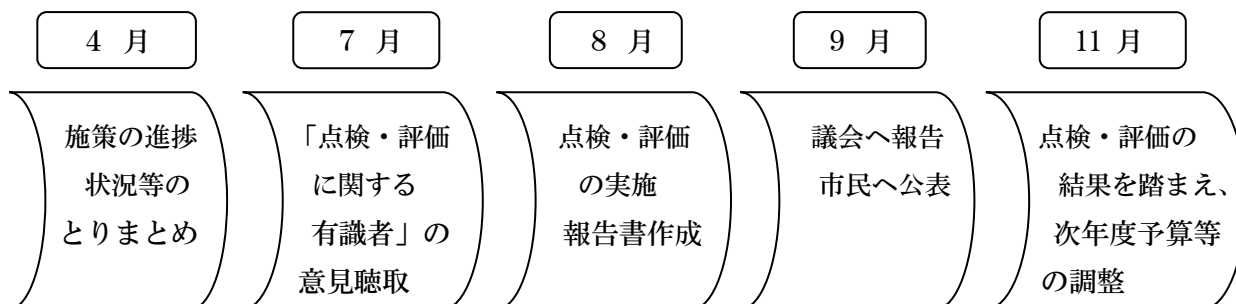 4 月
7 月
8 月
9 月
11 月
施策の進捗
状況等の
とりまとめ
「点検・評価
に関する
有識者」の
意見聴取
点検・評価
の実施
報告書作成
議会へ報告
市民へ公表
点検・評価の
結果を踏まえ、
次年度予算等
の調整